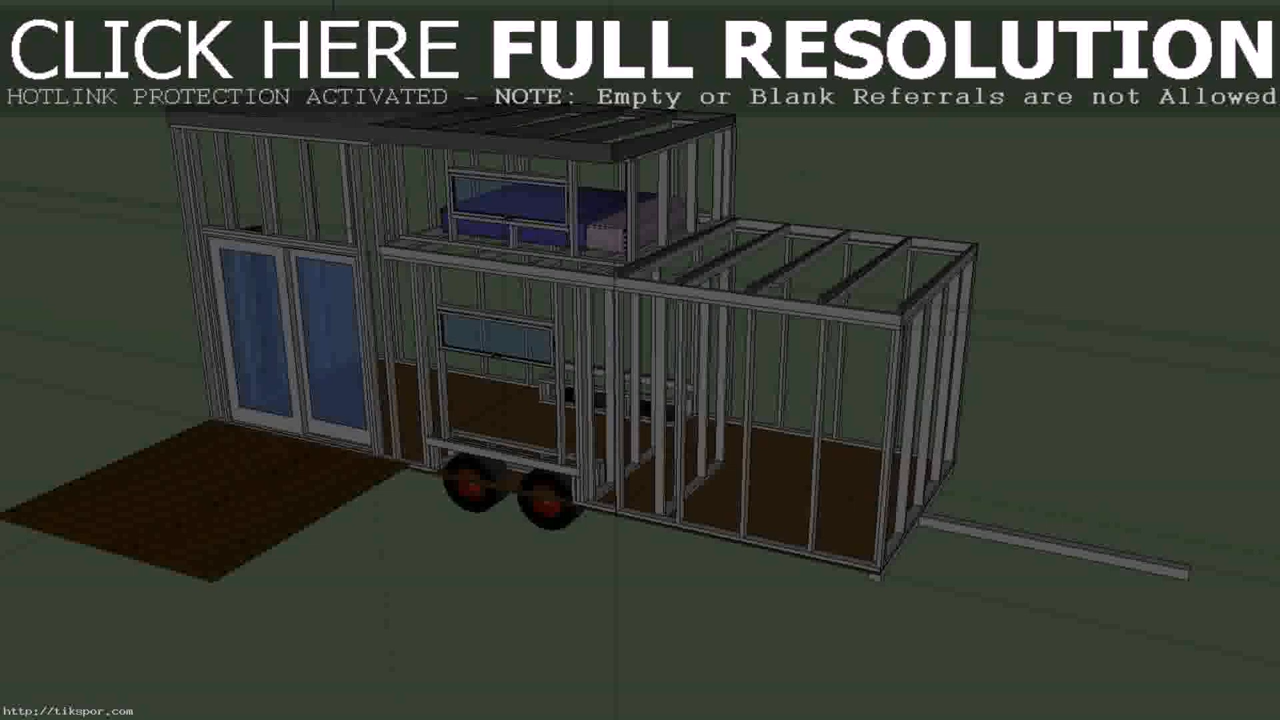 CLICK HERE FULL RESOLUTION
HOTLINK PROTECTION ACTIVATED – NOTE: Empty or Blank Referrals are not Allowed
http://tikspor.com